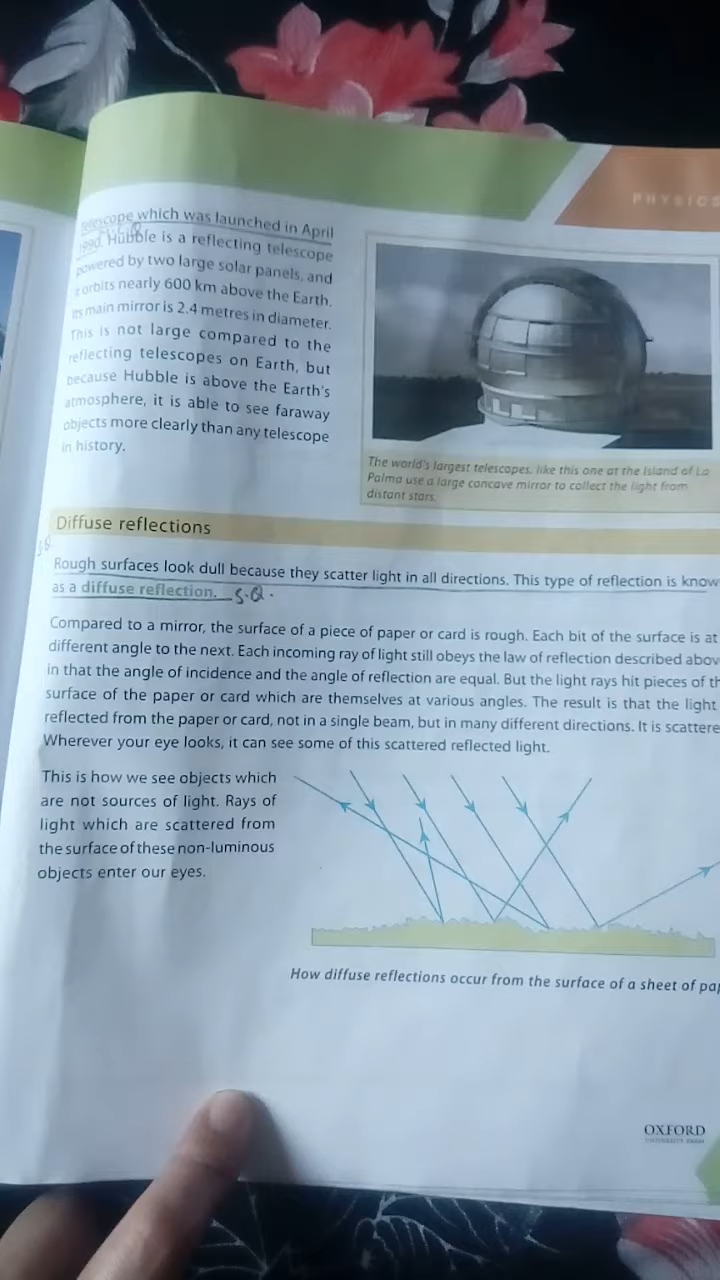 PHYSICS
telescope which was launched in April
1990. Hubble is a reflecting telescope
powered by two large solar panels, and
it orbits nearly 600 km above the Earth.
Its main mirror is 2.4 metres in diameter.
This is not large compared to the
reflecting telescopes on Earth, but
because Hubble is above the Earth's
atmosphere, it is able to see faraway
objects more clearly than any telescope
in history.
The world's largest telescopes, like this one at the Island of La
Palma use a large concave mirror to collect the light from
distant stars.
Diffuse reflections
Rough surfaces look dull because they scatter light in all directions. This type of reflection is know
as a diffuse reflection. S.Q.
Compared to a mirror, the surface of a piece of paper or card is rough. Each bit of the surface is at
different angle to the next. Each incoming ray of light still obeys the law of reflection described abov
in that the angle of incidence and the angle of reflection are equal. But the light rays hit pieces of th
surface of the paper or card which are themselves at various angles. The result is that the light
reflected from the paper or card, not in a single beam, but in many different directions. It is scattere
Wherever your eye looks, it can see some of this scattered reflected light.
This is how we see objects which
are not sources of light. Rays of
light which are scattered from
the surface of these non-luminous
objects enter our eyes.
How diffuse reflections occur from the surface of a sheet of pap
OXFORD
UNIVERSITY PRESS